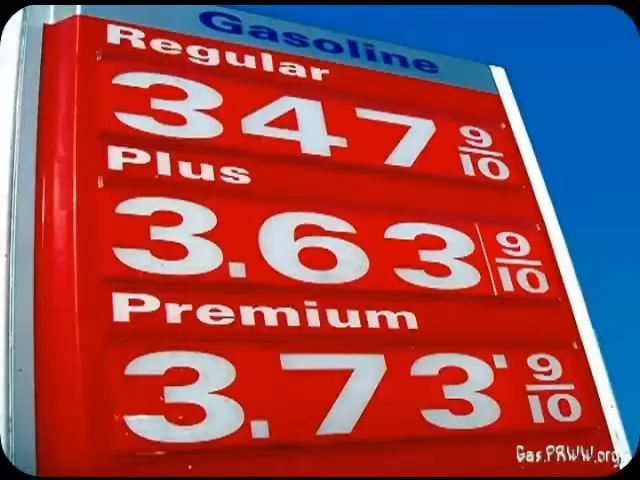 Gasoline
Regular
347 9/10
Plus
3.63 9/10
Premium
3.73 9/10
Gas.PRWW.org